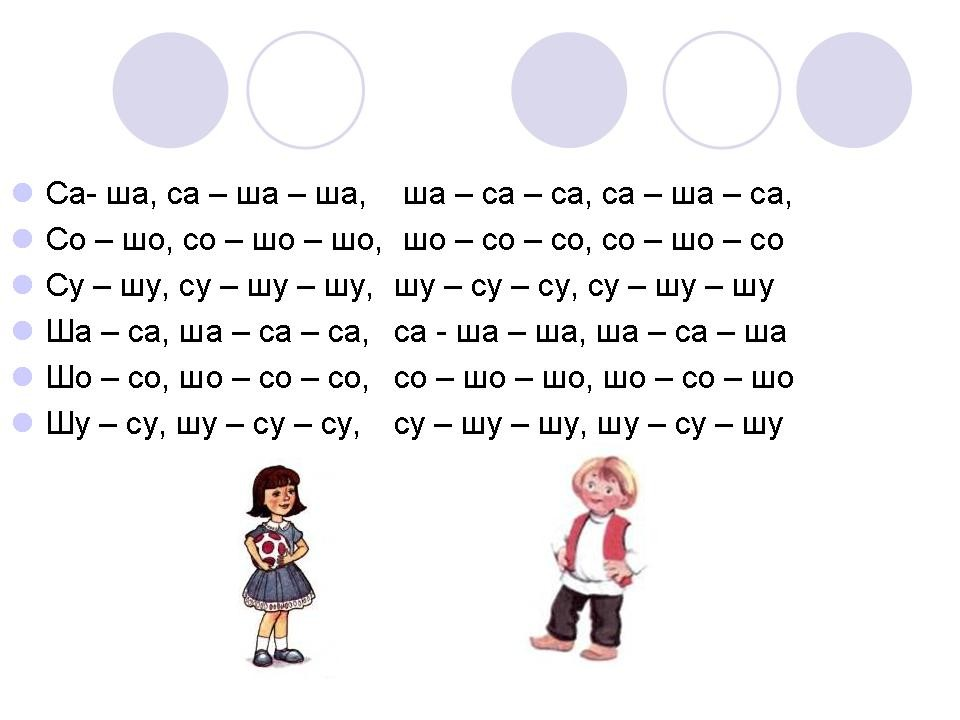 Са- ша, са – ша – ша, ша – са – са, са – ша – са,
Со – шо, со – шо – шо, шо – со – со, со – шо – со
Су – шу, су – шу – шу, шу – су – су, су – шу – шу
Ша – са, ша – са – са, са - ша – ша, ша – са – ша
Шо – со, шо – со – со, со – шо – шо, шо – со – шо
Шу – су, шу – су – су, су – шу – шу, шу – су – шу